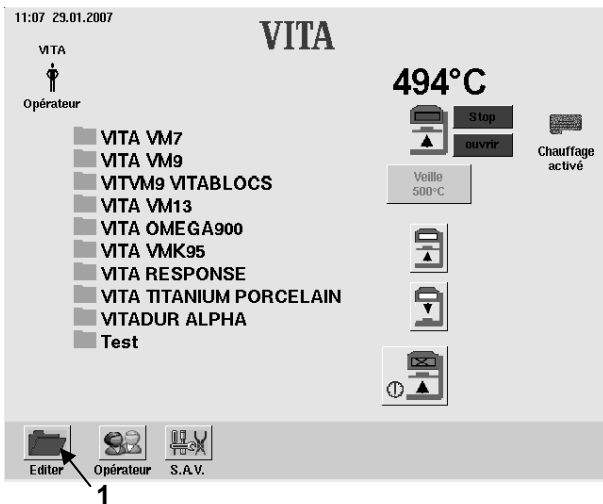 11:07 29.01.2007
VITA
VITA
Opérateur
494°C
Stop
ouvrir
Chauffage
activé
Veille
500°C
VITA VM7
VITA VM9
VITVM9 VITABLOCS
VITA VM13
VITA OMEGA900
VITA VMK95
VITA RESPONSE
VITA TITANIUM PORCELAIN
VITADUR ALPHA
Test
Editer
Opérateur
S.A.V.
1